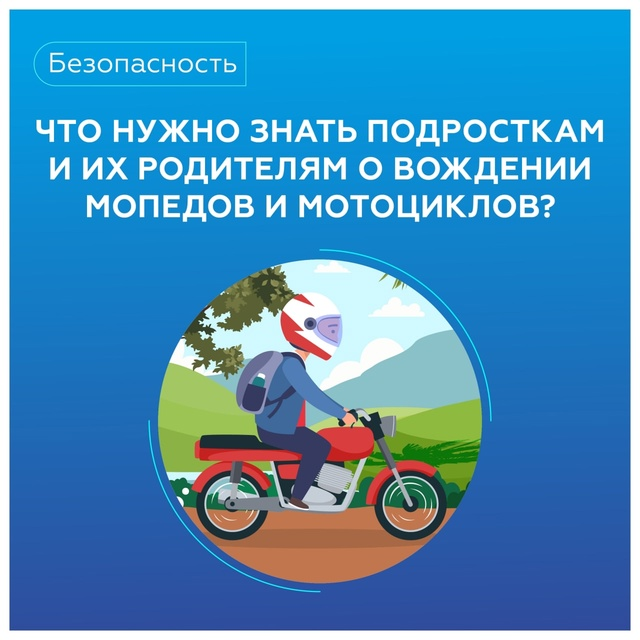 Безопасность
ЧТО НУЖНО ЗНАТЬ ПОДРОСТКАМ
И ИХ РОДИТЕЛЯМ О ВОЖДЕНИИ
МОПЕДОВ И МОТОЦИКЛОВ?